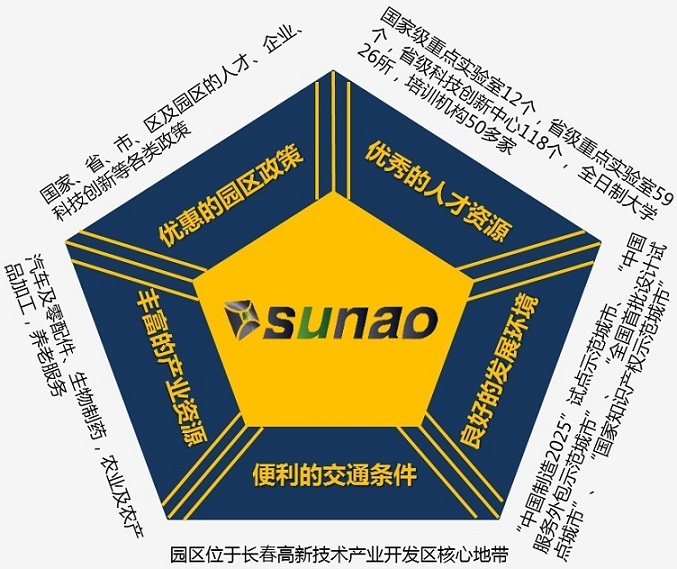 国家、省、市、区及园区的人才、企业、
科技创新等各类政策
国家级重点实验室12个，省级重点实验室59
个，省级科技创新中心118个，全日制大学
26所，培训机构50多家
优惠的园区政策
优秀的人才资源
汽车及零配件、生物制药，农业及农产
品加工，养老服务
丰富的产业资源
sunao
良好的发展环境
“中国制造2025”试点示范城市、“中国
服务外包示范城市”、“全国首批设计试
点城市”、“国家知识产权示范城市”
便利的交通条件
园区位于长春高新技术产业开发区核心地带